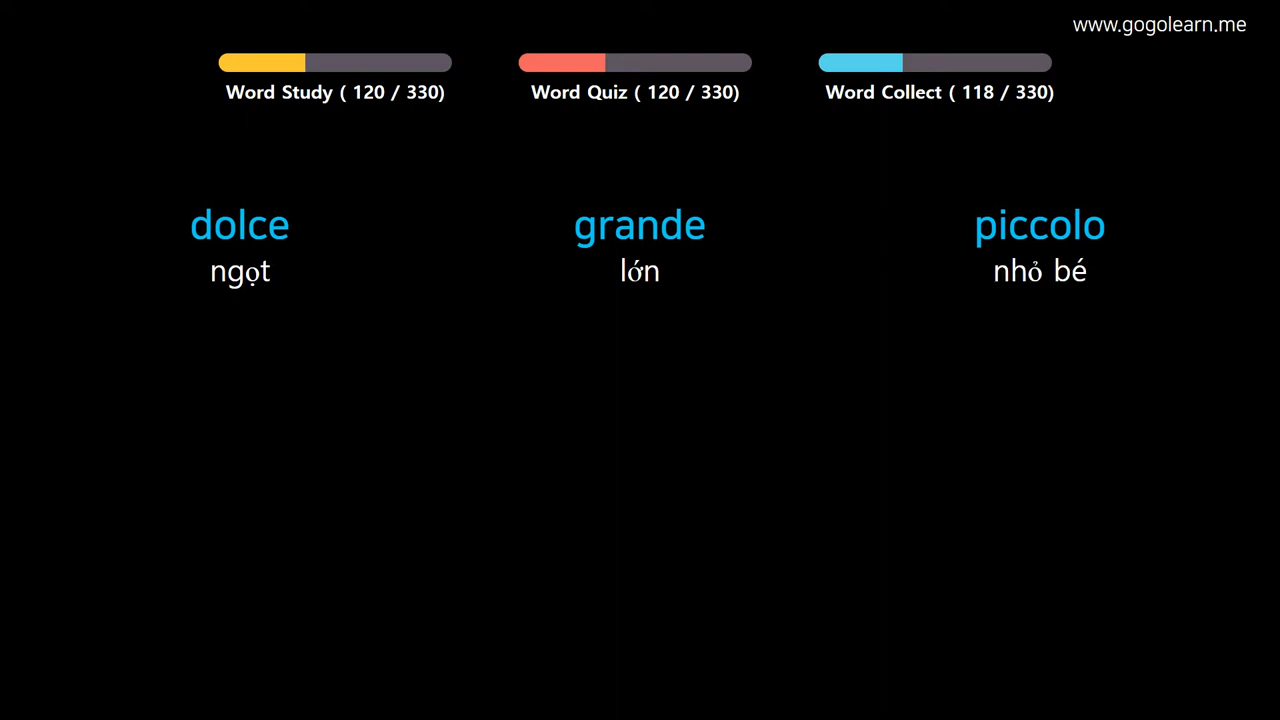 www.gogolearn.me
Word Study ( 120 / 330)
Word Quiz ( 120 / 330)
Word Collect ( 118 / 330)
dolce
ngọt
grande
lớn
piccolo
nhỏ bé